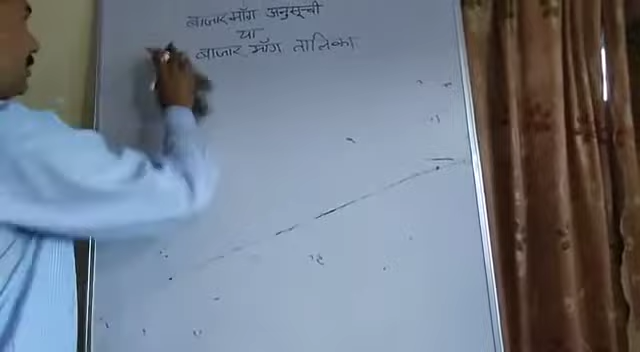 बाजार माँग अनुसूची
या
बाजार माँग तालिका